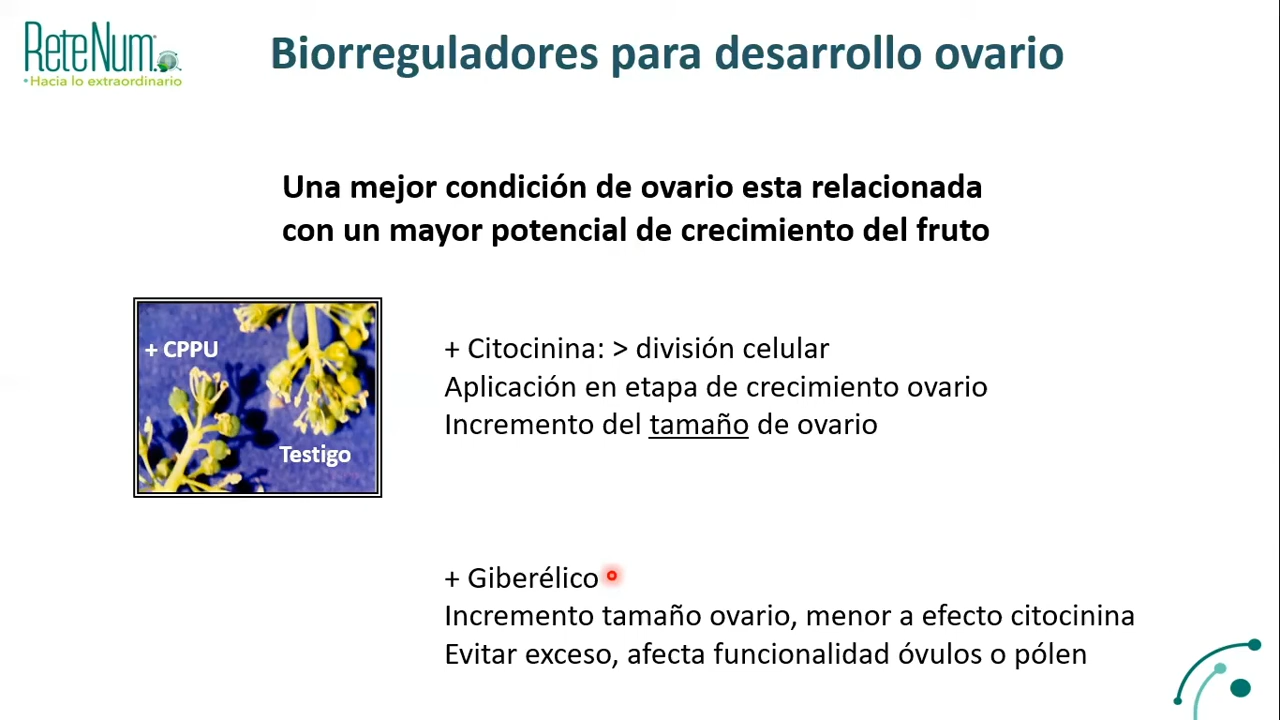 ReteNum
Hacia lo extraordinario
Biorreguladores para desarrollo ovario
Una mejor condición de ovario esta relacionada
con un mayor potencial de crecimiento del fruto
+ CPPU
Testigo
+ Citocinina: > división celular
Aplicación en etapa de crecimiento ovario
Incremento del tamaño de ovario
+ Giberélico
Incremento tamaño ovario, menor a efecto citocinina
Evitar exceso, afecta funcionalidad óvulos o pólen